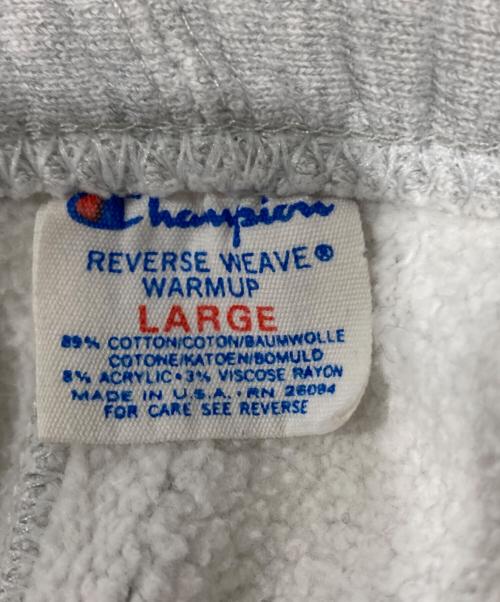 Champion
REVERSE WEAVE®
WARMUP
LARGE
89% COTTON/COTON/BAUMWOLLE
COTONE/KATOEN/BOMULD
8% ACRYLIC • 3% VISCOSE RAYON
MADE IN U.S.A. • RN 26094
FOR CARE SEE REVERSE